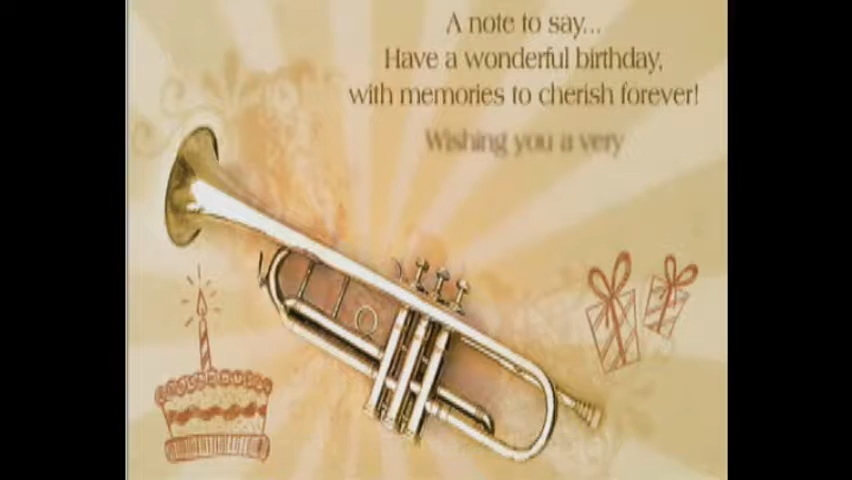 A note to say...
Have a wonderful birthday,
with memories to cherish forever!
Wishing you a very